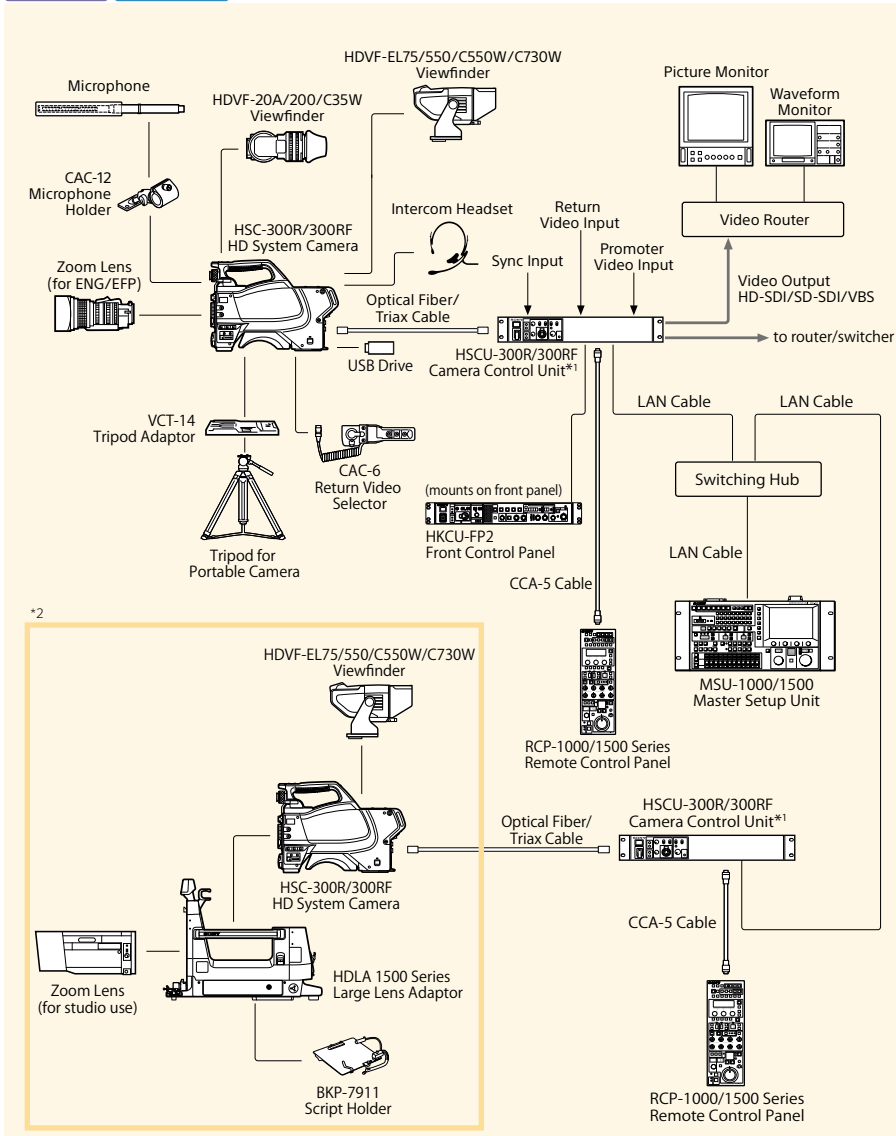 HDVF-EL75/550/C550W/C730W
Viewfinder
Microphone
HDVF-20A/200/C35W
Viewfinder
Picture Monitor
Waveform
Monitor
CAC-12
Microphone
Holder
HSC-300R/300RF
HD System Camera
Intercom Headset
Return
Video Input
Sync Input
Promoter
Video Input
Video Router
Zoom Lens
(for ENG/EFP)
Optical Fiber/
Triax Cable
Video Output
HD-SDI/SD-SDI/VBS
to router/switcher
USB Drive
HSCU-300R/300RF
Camera Control Unit*1
VCT-14
Tripod Adaptor
CAC-6
Return Video
Selector
LAN Cable
LAN Cable
Switching Hub
(mounts on front panel)
HKCU-FP2
Front Control Panel
Tripod for
Portable Camera
LAN Cable
CCA-5 Cable
MSU-1000/1500
Master Setup Unit
RCP-1000/1500 Series
Remote Control Panel
*2
HDVF-EL75/550/C550W/C730W
Viewfinder
HSC-300R/300RF
HD System Camera
Optical Fiber/
Triax Cable
HSCU-300R/300RF
Camera Control Unit*1
CCA-5 Cable
SONY
Zoom Lens
(for studio use)
HDLA 1500 Series
Large Lens Adaptor
BKP-7911
Script Holder
RCP-1000/1500 Series
Remote Control Panel